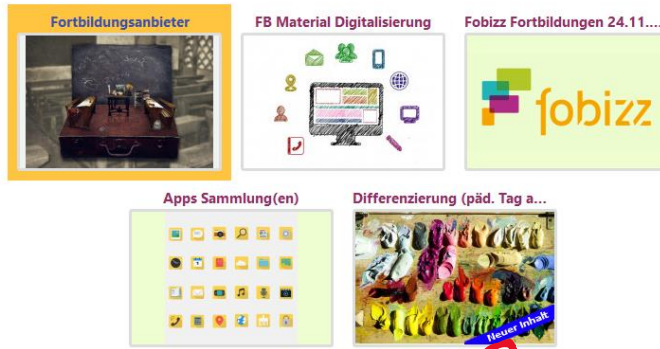 Fortbildungsanbieter
FB Material Digitalisierung
Fobizz Fortbildungen 24.11....
fobizz
Apps Sammlung(en)
Differenzierung (päd. Tag a...
Neuer Inhalt